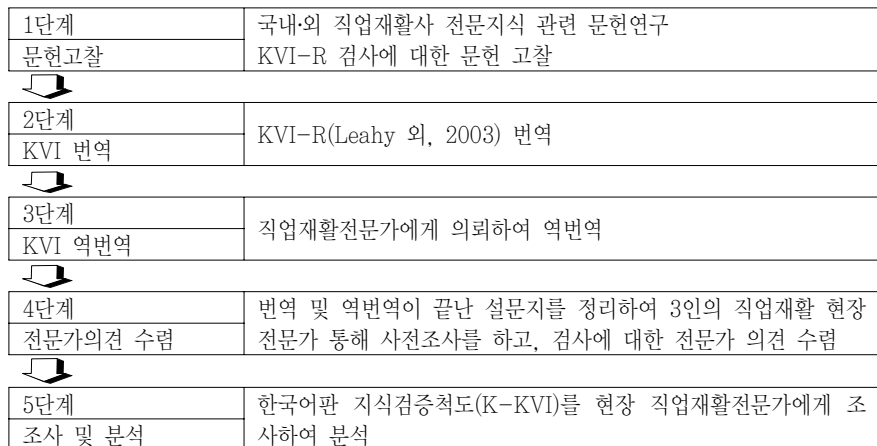 1단계
문헌고찰
국내·외 직업재활사 전문지식 관련 문헌연구
KVI-R 검사에 대한 문헌 고찰
2단계
KVI 번역
KVI-R(Leahy 외, 2003) 번역
3단계
KVI 역번역
직업재활전문가에게 의뢰하여 역번역
4단계
전문가의견 수렴
번역 및 역번역이 끝난 설문지를 정리하여 3인의 직업재활 현장
전문가 통해 사전조사를 하고, 검사에 대한 전문가 의견 수렴
5단계
조사 및 분석
한국어판 지식검증척도(K-KVI)를 현장 직업재활전문가에게 조
사하여 분석